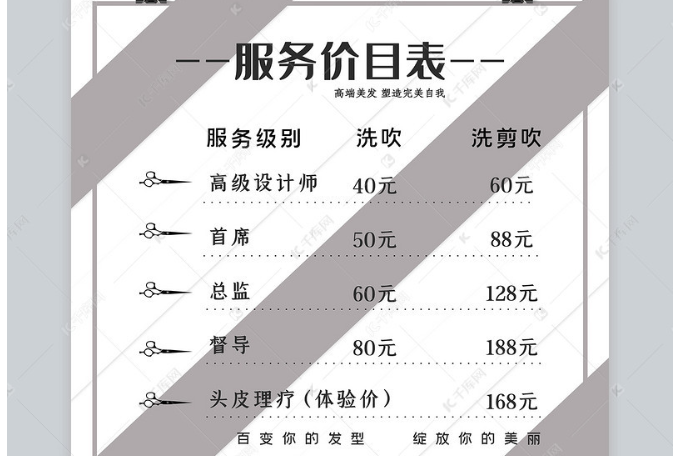 --服务价目表--
高端美发 塑造完美自我
服务级别 洗吹 洗剪吹
高级设计师 40元 60元
首席 50元 88元
总监 60元 128元
督导 80元 188元
头皮理疗(体验价) 168元
百变你的发型 绽放你的美丽
千库网